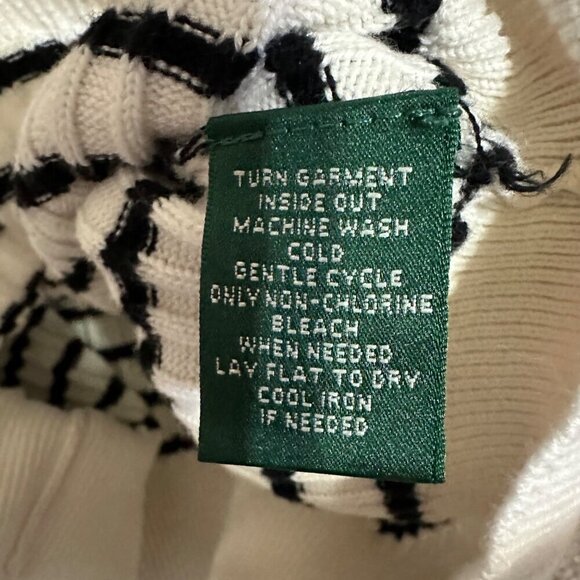 TURN GARMENT
INSIDE OUT
MACHINE WASH
COLD
GENTLE CYCLE
ONLY NON-CHLORINE
BLEACH
WHEN NEEDED
LAY FLAT TO DRY
COOL IRON
IF NEEDED